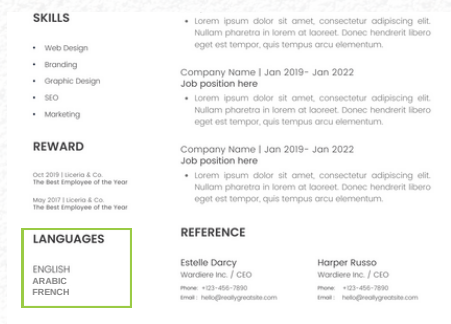 SKILLS
• Web Design
• Branding
• Graphic Design
• SEO
• Marketing
REWARD
Oct 2019 | Liceria & Co.
The Best Employee of the Year
May 2017 | Liceria & Co.
The Best Employee of the Year
LANGUAGES
ENGLISH
ARABIC
FRENCH
• Lorem ipsum dolor sit amet, consectetur adipiscing elit.
Nullam pharetra in lorem at laoreet. Donec hendrerit libero
eget est tempor, quis tempus arcu elementum.
Company Name | Jan 2019- Jan 2022
Job position here
• Lorem ipsum dolor sit amet, consectetur adipiscing elit.
Nullam pharetra in lorem at laoreet. Donec hendrerit libero
eget est tempor, quis tempus arcu elementum.
Company Name | Jan 2019- Jan 2022
Job position here
• Lorem ipsum dolor sit amet, consectetur adipiscing elit.
Nullam pharetra in lorem at laoreet. Donec hendrerit libero
eget est tempor, quis tempus arcu elementum.
REFERENCE
Estelle Darcy
Wardiere Inc. / CEO
Phone: +123-456-7890
Email : hello@reallygreatsite.com
Harper Russo
Wardiere Inc. / CEO
Phone: +123-456-7890
Email : hello@reallygreatsite.com